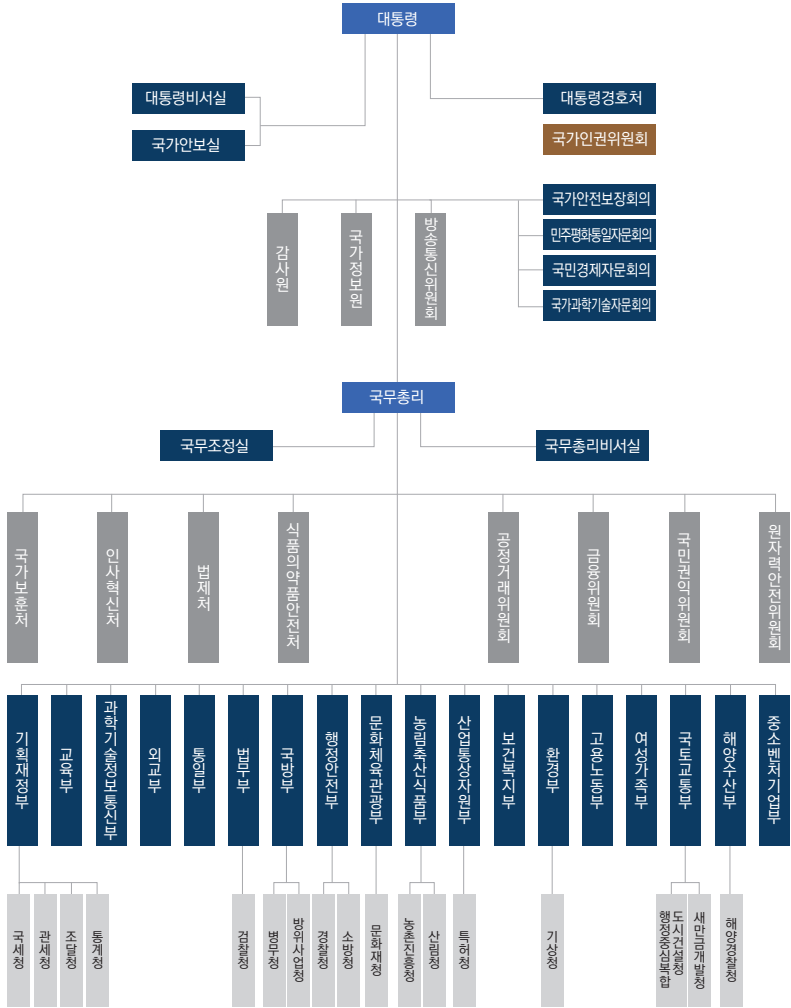 대통령
대통령비서실
대통령경호처
국가안보실
국가인권위원회
감사원
국가정보원
방송통신위원회
국가안전보장회의
민주평화통일자문회의
국민경제자문회의
국가과학기술자문회의
국무총리
국무조정실
국무총리비서실
국가보훈처
인사혁신처
법제처
식품의약품안전처
공정거래위원회
금융위원회
국민권익위원회
원자력안전위원회
기획재정부
교육부
과학기술정보통신부
외교부
통일부
법무부
국방부
행정안전부
문화체육관광부
농림축산식품부
산업통상자원부
보건복지부
환경부
고용노동부
여성가족부
국토교통부
해양수산부
중소벤처기업부
국세청
관세청
조달청
통계청
검찰청
병무청
방위사업청
경찰청
소방청
문화재청
농촌진흥청
산림청
특허청
기상청
행정중심복합
도시건설청
새만금개발청
해양경찰청